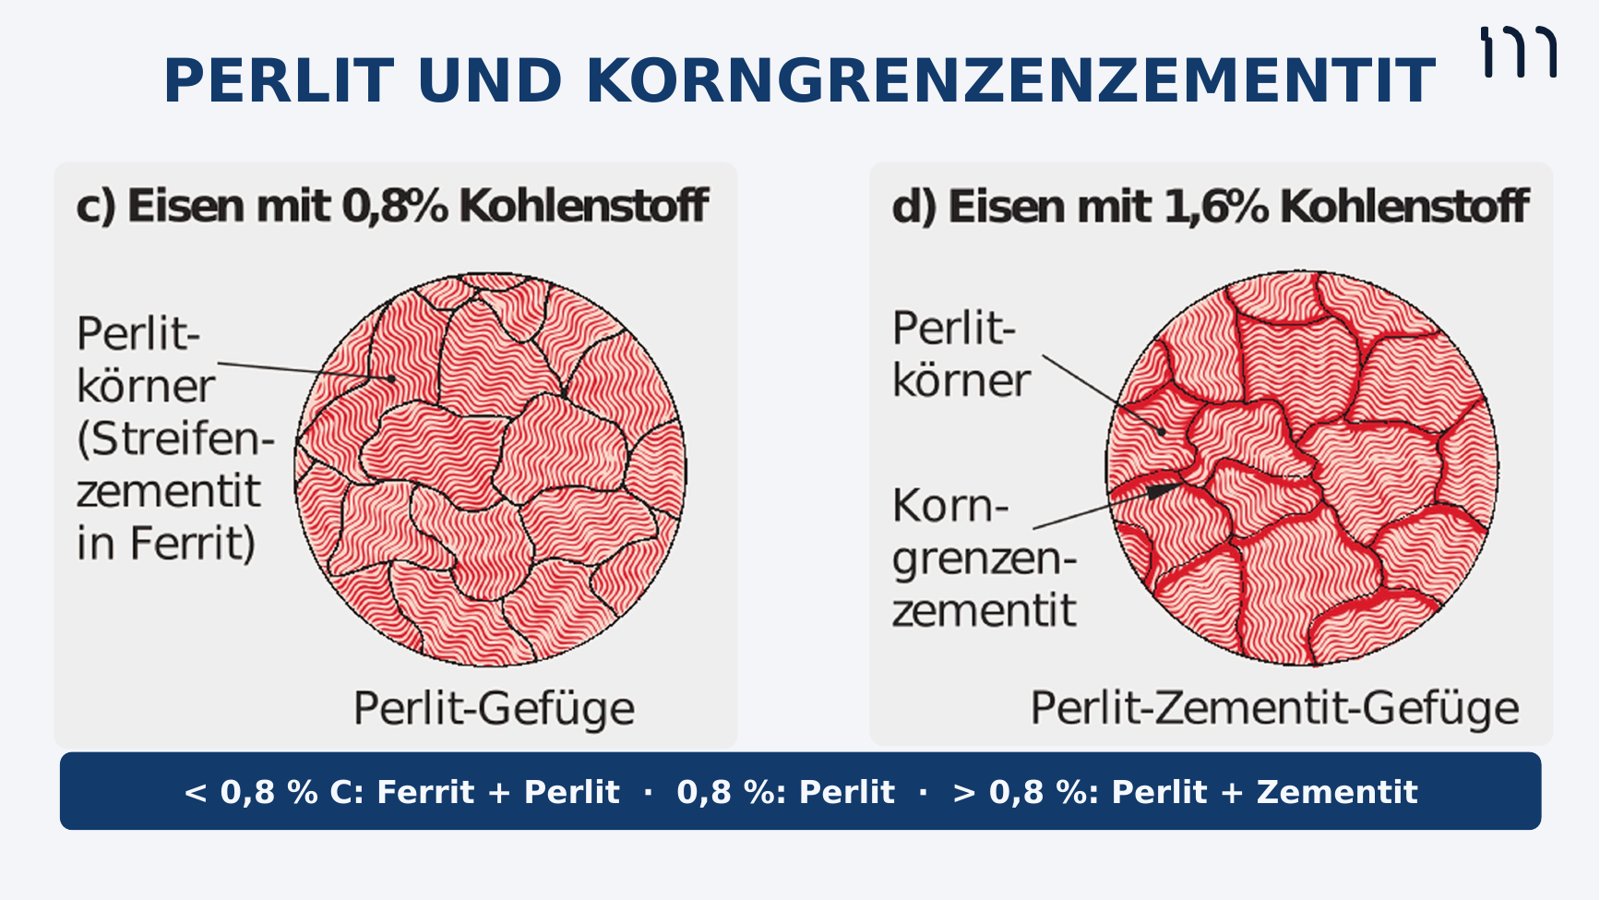 PERLIT UND KORNGRENZENZEMENTIT
c) Eisen mit 0,8% Kohlenstoff
Perlit-
körner
(Streifen-
zementit
in Ferrit)
Perlit-Gefüge
d) Eisen mit 1,6% Kohlenstoff
Perlit-
körner
Korn-
grenzen-
zementit
Perlit-Zementit-Gefüge
< 0,8 % C: Ferrit + Perlit · 0,8 %: Perlit · > 0,8 %: Perlit + Zementit